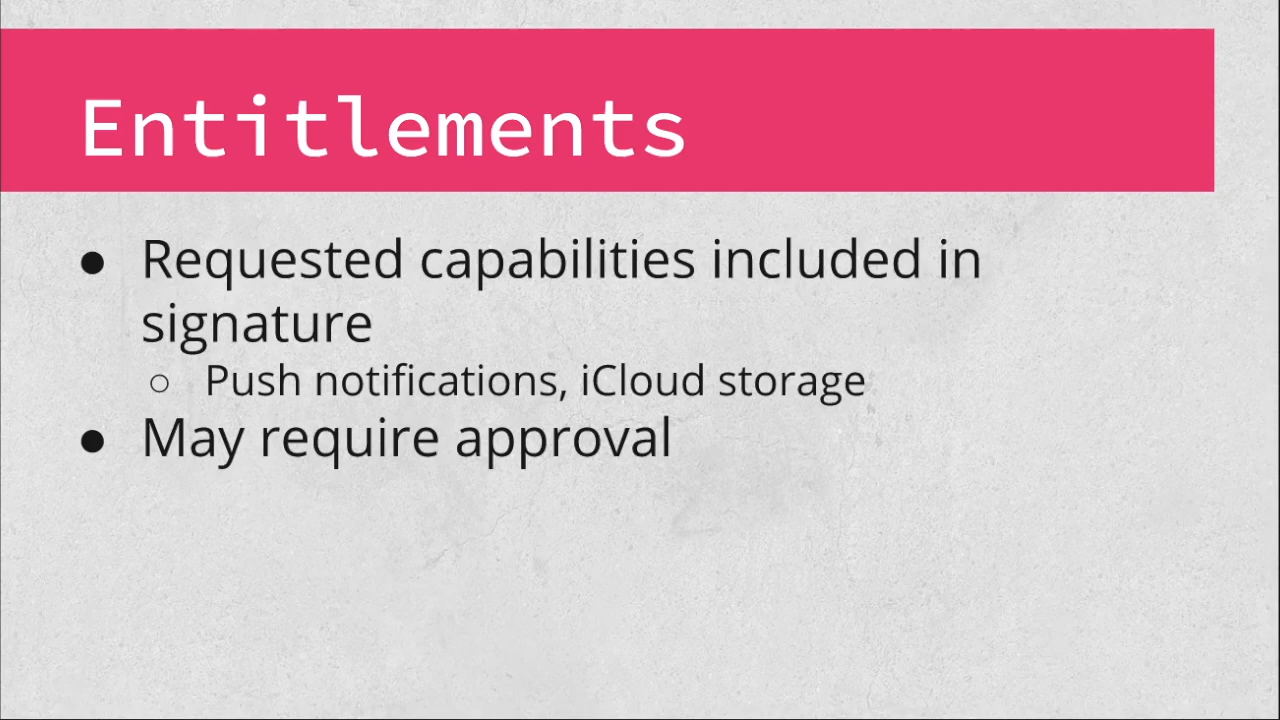 Entitlements
● Requested capabilities included in
signature
○ Push notifications, iCloud storage
● May require approval